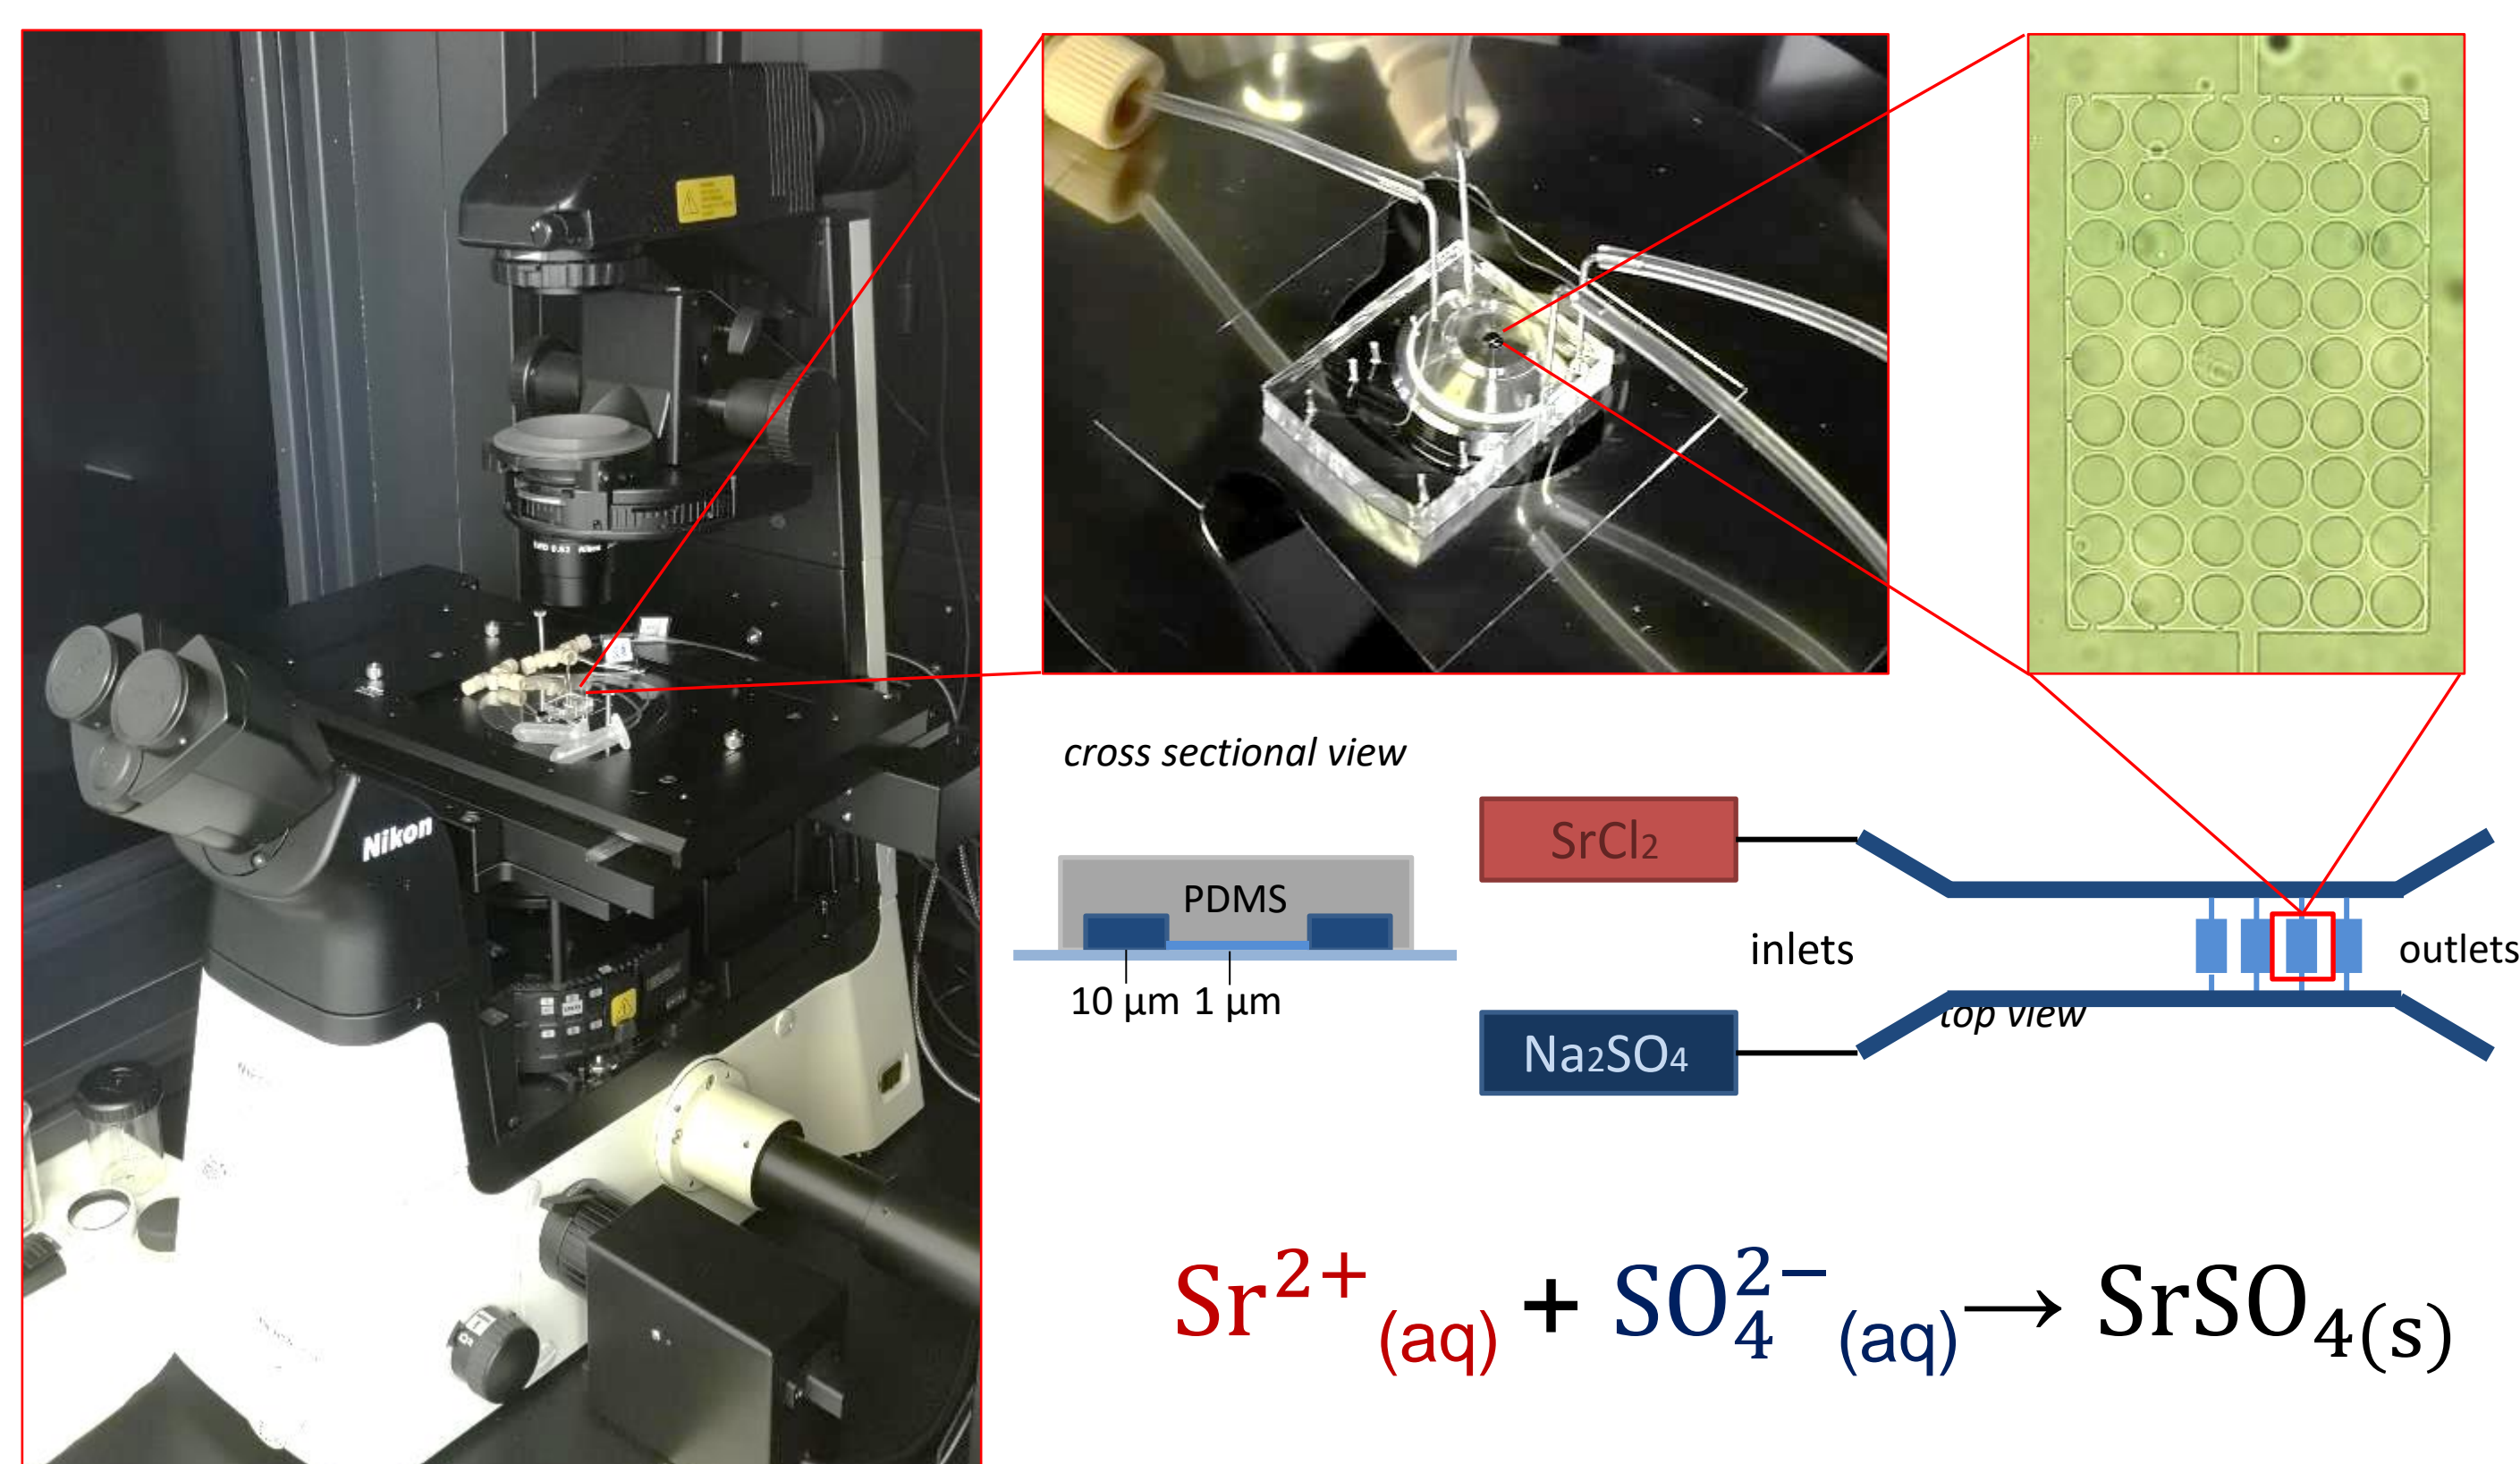 Nikon
cross sectional view
PDMS
10 µm 1 µm
SrCl₂
inlets
outlets
top view
Na₂SO₄
Sr²⁺(aq) + SO₄²⁻(aq) → SrSO₄(s)